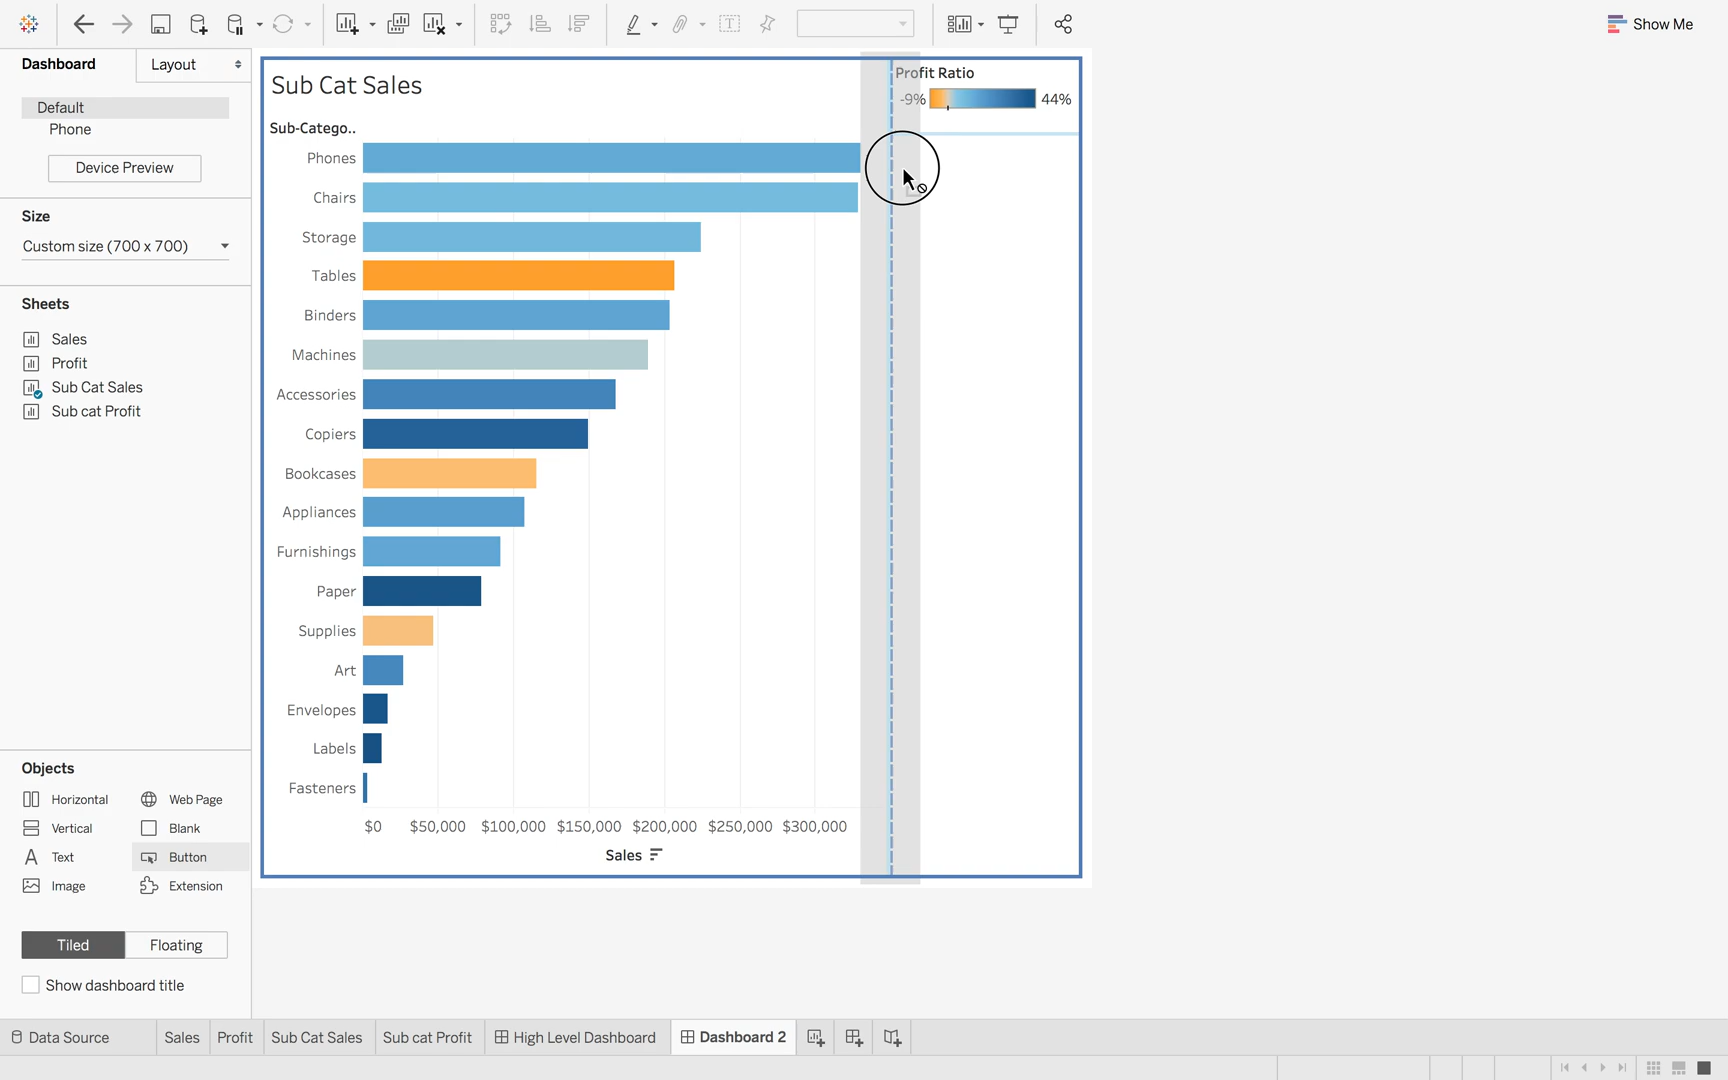 Show Me
Dashboard
Layout
Default
Phone
Device Preview
Size
Custom size (700 x 700)
Sheets
Sales
Profit
Sub Cat Sales
Sub cat Profit
Objects
Horizontal
Web Page
Vertical
Blank
Text
Button
Image
Extension
Tiled
Floating
Show dashboard title
Sub Cat Sales
Sub-Catego..
Phones
Chairs
Storage
Tables
Binders
Machines
Accessories
Copiers
Bookcases
Appliances
Furnishings
Paper
Supplies
Art
Envelopes
Labels
Fasteners
$0 $50,000 $100,000 $150,000 $200,000 $250,000 $300,000
Sales
Profit Ratio
-9% 44%
Data Source
Sales
Profit
Sub Cat Sales
Sub cat Profit
High Level Dashboard
Dashboard 2